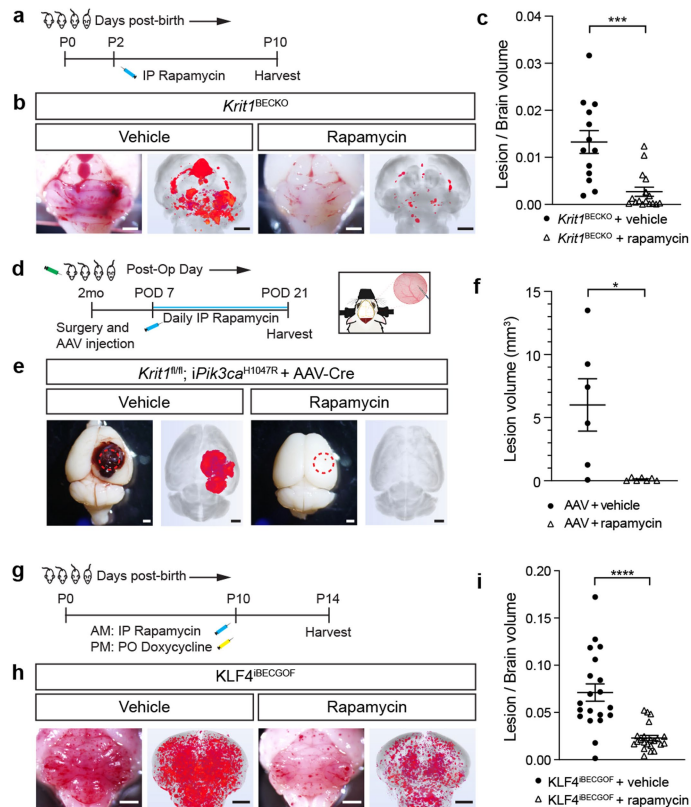 a
Days post-birth
P0 P2 P10
IP Rapamycin Harvest
b
Krit1BECKO
Vehicle Rapamycin
c
Lesion / Brain volume
***
0.04
0.03
0.02
0.01
0.00
Krit1BECKO + vehicle
Krit1BECKO + rapamycin
d
Post-Op Day
2mo POD 7 POD 21
Daily IP Rapamycin
Surgery and
AAV injection
Harvest
e
Krit1fl/fl; iPik3caH1047R + AAV-Cre
Vehicle Rapamycin
f
Lesion volume (mm3)
*
15
10
5
0
AAV + vehicle
AAV + rapamycin
g
Days post-birth
P0 P10 P14
AM: IP Rapamycin
PM: PO Doxycycline
Harvest
h
KLF4iBECGOF
Vehicle Rapamycin
i
Lesion / Brain volume
****
0.20
0.15
0.10
0.05
0.00
KLF4iBECGOF + vehicle
KLF4iBECGOF + rapamycin